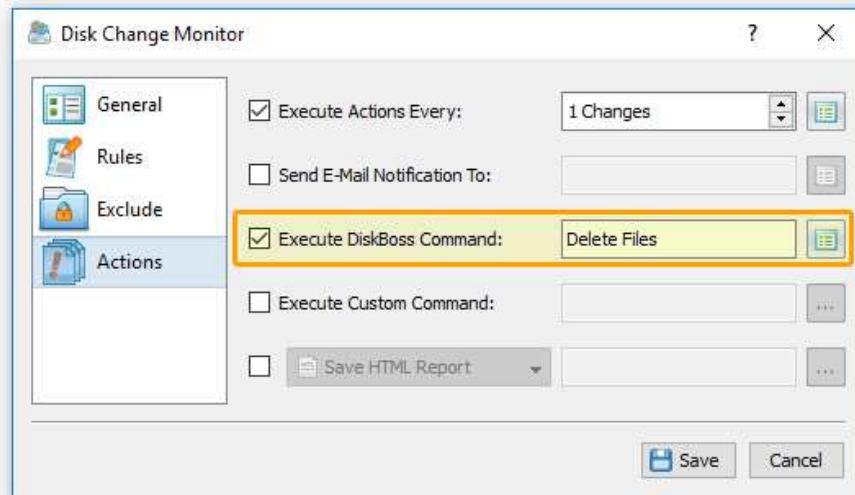 Disk Change Monitor
?
General
Rules
Exclude
Actions
Execute Actions Every: 1 Changes
Send E-Mail Notification To:
Execute DiskBoss Command: Delete Files
Execute Custom Command: ...
Save HTML Report ...
Save Cancel